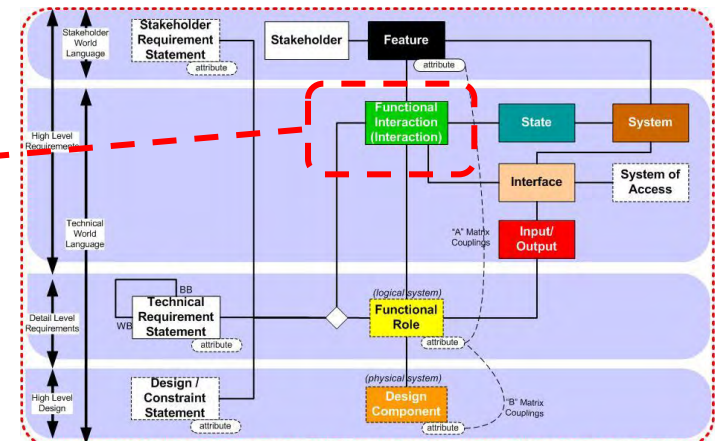 Stakeholder
World
Language
Stakeholder
Requirement
Statement
attribute
Stakeholder
Feature
attribute
High Level
Requirements
Functional
Interaction
(Interaction)
State
System
Interface
System of
Access
Technical
World
Language
"A" Matrix
Couplings
Input/
Output
BB
WB
Technical
Requirement
Statement
attribute
(logical system)
Functional
Role
attribute
Detail Level
Requirements
High Level
Design
Design /
Constraint
Statement
attribute
(physical system)
Design
Component
attribute
"B" Matrix
Couplings